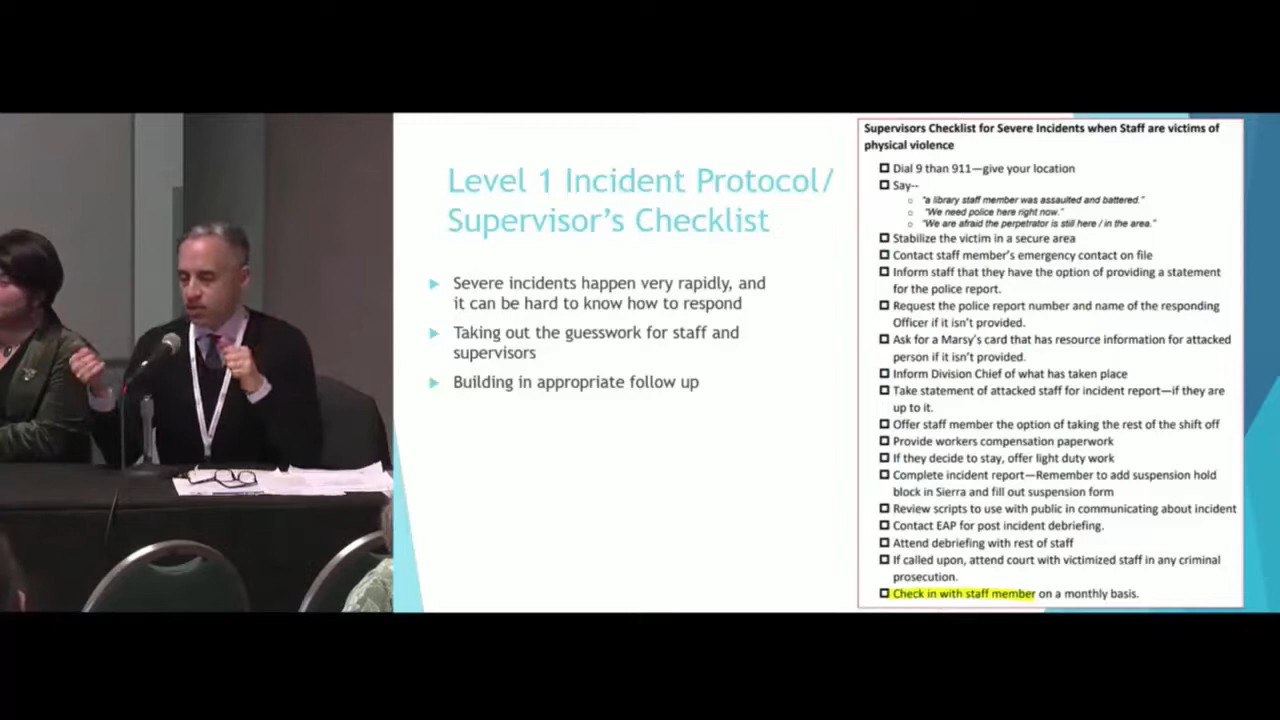 Level 1 Incident Protocol/
Supervisor's Checklist
Severe incidents happen very rapidly, and
it can be hard to know how to respond
Taking out the guesswork for staff and
supervisors
Building in appropriate follow up
Supervisors Checklist for Severe Incidents when Staff are victims of
physical violence
Dial 9 than 911—give your location
Say--
"a library staff member was assaulted and battered."
"We need police here right now."
"We are afraid the perpetrator is still here / in the area."
Stabilize the victim in a secure area
Contact staff member's emergency contact on file
Inform staff that they have the option of providing a statement
for the police report.
Request the police report number and name of the responding
Officer if it isn't provided.
Ask for a Marsy's card that has resource information for attacked
person if it isn't provided.
Inform Division Chief of what has taken place
Take statement of attacked staff for incident report—if they are
up to it.
Offer staff member the option of taking the rest of the shift off
Provide workers compensation paperwork
If they decide to stay, offer light duty work
Complete incident report—Remember to add suspension hold
block in Sierra and fill out suspension form
Review scripts to use with public in communicating about incident
Contact EAP for post incident debriefing.
Attend debriefing with rest of staff
If called upon, attend court with victimized staff in any criminal
prosecution.
Check in with staff member on a monthly basis.